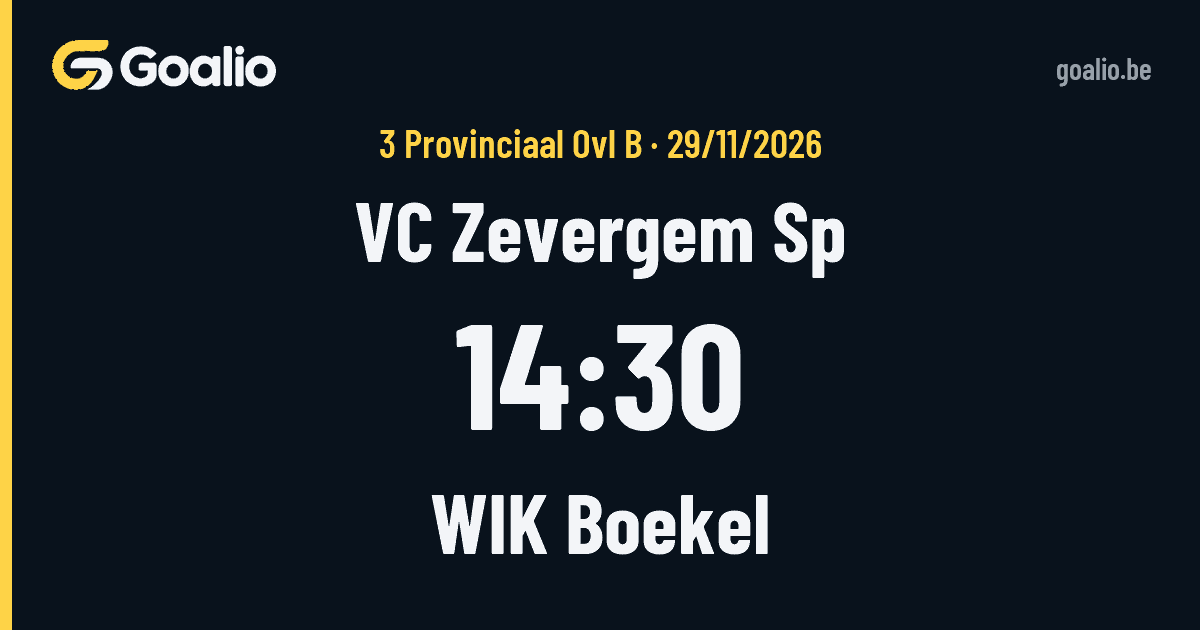 Goalio
goalio.be
3 Provinciaal Ovl B · 29/11/2026
VC Zevergem Sp
14:30
WIK Boekel